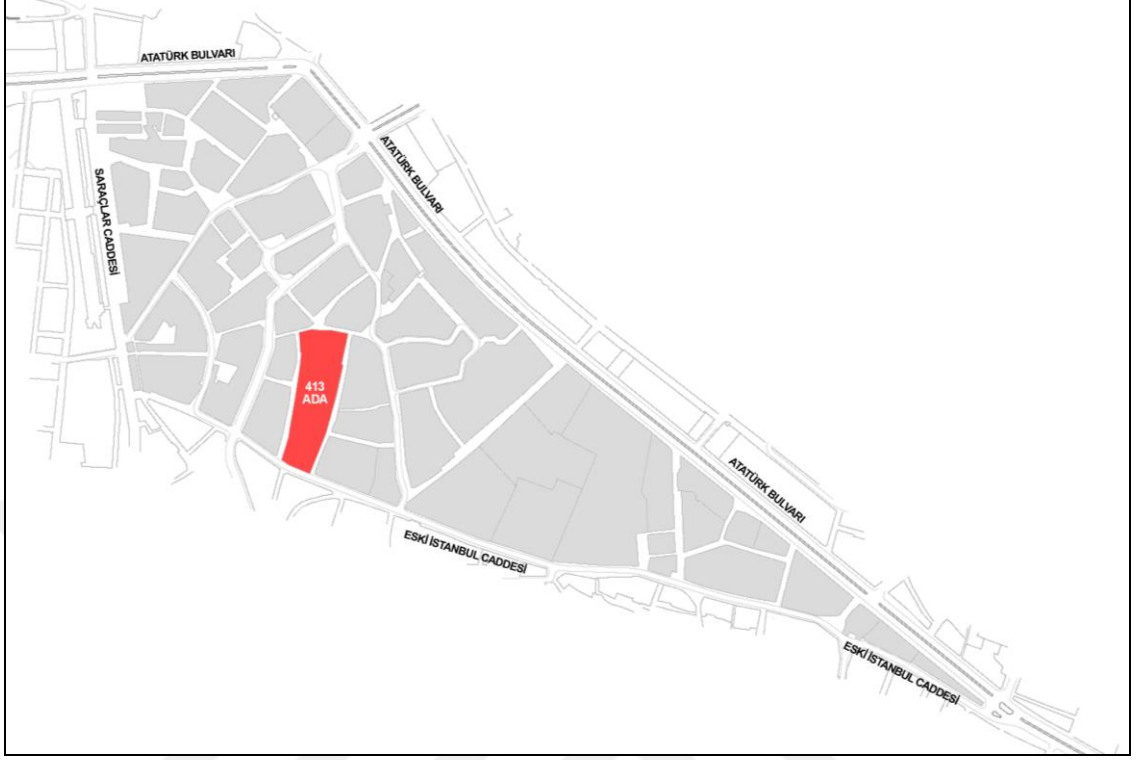 ATATÜRK BULVARI
ATATÜRK BULVARI
SARAÇLAR CADDESİ
413
ADA
ATATÜRK BULVARI
ESKİ İSTANBUL CADDESİ
ESKİ İSTANBUL CADDESİ